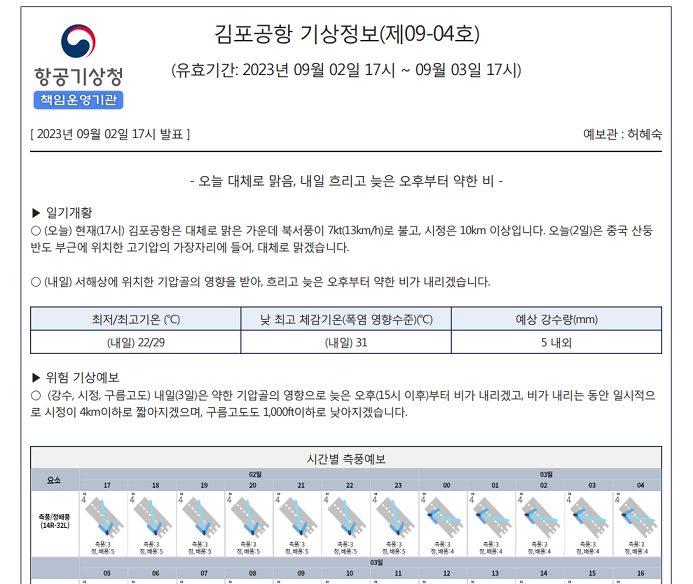 김포공항 기상정보(제09-04호)
(유효기간: 2023년 09월 02일 17시 ~ 09월 03일 17시)
항공기상청
책임운영기관
[ 2023년 09월 02일 17시 발표 ]
예보관 : 허혜숙
- 오늘 대체로 맑음, 내일 흐리고 늦은 오후부터 약한 비 -
▶ 일기개황
○ (오늘) 현재(17시) 김포공항은 대체로 맑은 가운데 북서풍이 7kt(13km/h)로 불고, 시정은 10km 이상입니다. 오늘(2일)은 중국 산둥
반도 부근에 위치한 고기압의 가장자리에 들어, 대체로 맑겠습니다.
○ (내일) 서해상에 위치한 기압골의 영향을 받아, 흐리고 늦은 오후부터 약한 비가 내리겠습니다.
최저/최고기온 (℃) 낮 최고 체감기온(폭염 영향수준)(℃) 예상 강수량(mm)
(내일) 22/29 (내일) 31 5 내외
▶ 위험 기상예보
○ (강수, 시정, 구름고도) 내일(3일)은 약한 기압골의 영향으로 늦은 오후(15시 이후)부터 비가 내리겠고, 비가 내리는 동안 일시적으
로 시정이 4km이하로 짧아지겠으며, 구름고도도 1,000ft이하로 낮아지겠습니다.
시간별 측풍예보
요소 02일 03일
17 18 19 20 21 22 23 00 01 02 03 04
N N N N N N N N N N N N
4 4 4 4 4 4 4 4 4 4 4 4
측풍/정배풍
(14R-32L)
측풍:3 측풍:3 측풍:3 측풍:3 측풍:3 측풍:3 측풍:3 측풍:3 측풍:3 측풍:3 측풍:3 측풍:3
정, 배풍:5 정, 배풍:5 정, 배풍:5 정, 배풍:5 정, 배풍:5 정, 배풍:5 정, 배풍:5 정, 배풍:4 정, 배풍:4 정, 배풍:4 정, 배풍:4 정, 배풍:4
03일
05 06 07 08 09 10 11 12 13 14 15 16